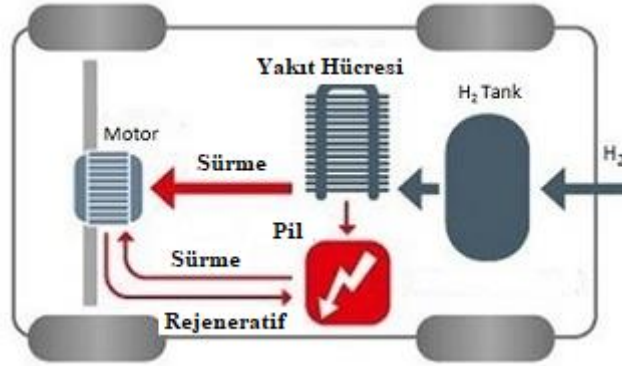 Yakıt Hücresi
H₂ Tank
Motor
Sürme
H₂
Pil
Sürme
Rejeneratif